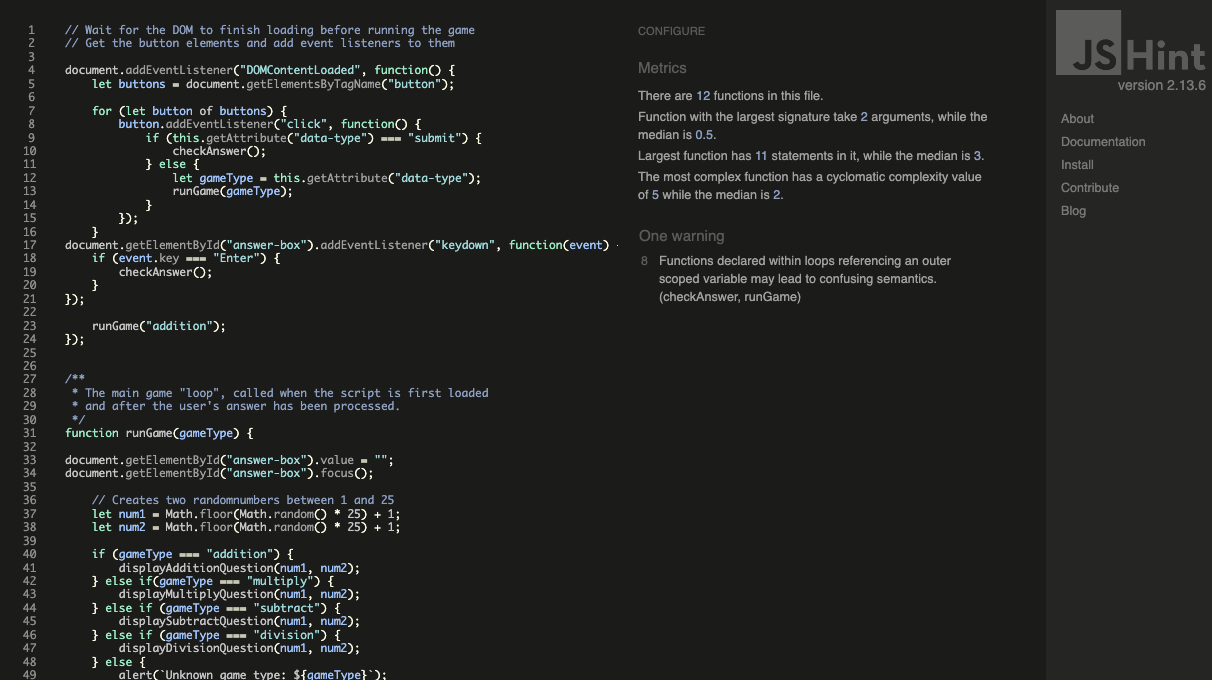 1 // Wait for the DOM to finish loading before running the game
2 // Get the button elements and add event listeners to them
3
4 document.addEventListener("DOMContentLoaded", function() {
5 let buttons = document.getElementsByTagName("button");
6
7 for (let button of buttons) {
8 button.addEventListener("click", function() {
9 if (this.getAttribute("data-type") === "submit") {
10 checkAnswer();
11 } else {
12 let gameType = this.getAttribute("data-type");
13 runGame(gameType);
14 }
15 });
16 }
17 document.getElementById("answer-box").addEventListener("keydown", function(event)
18 if (event.key === "Enter") {
19 checkAnswer();
20 }
21 });
22
23 runGame("addition");
24 });
25
26
27 /**
28 * The main game "loop", called when the script is first loaded
29 * and after the user's answer has been processed.
30 */
31 function runGame(gameType) {
32
33 document.getElementById("answer-box").value = "";
34 document.getElementById("answer-box").focus();
35
36 // Creates two randomnumbers between 1 and 25
37 let num1 = Math.floor(Math.random() * 25) + 1;
38 let num2 = Math.floor(Math.random() * 25) + 1;
39
40 if (gameType === "addition") {
41 displayAdditionQuestion(num1, num2);
42 } else if(gameType === "multiply") {
43 displayMultiplyQuestion(num1, num2);
44 } else if (gameType === "subtract") {
45 displaySubtractQuestion(num1, num2);
46 } else if (gameType === "division") {
47 displayDivisionQuestion(num1, num2);
48 } else {
49 alert(`Unknown game type: ${gameType}`);
CONFIGURE
Metrics
There are 12 functions in this file.
Function with the largest signature take 2 arguments, while the
median is 0.5.
Largest function has 11 statements in it, while the median is 3.
The most complex function has a cyclomatic complexity value
of 5 while the median is 2.
One warning
8 Functions declared within loops referencing an outer
scoped variable may lead to confusing semantics.
(checkAnswer, runGame)
JSHint
version 2.13.6
About
Documentation
Install
Contribute
Blog